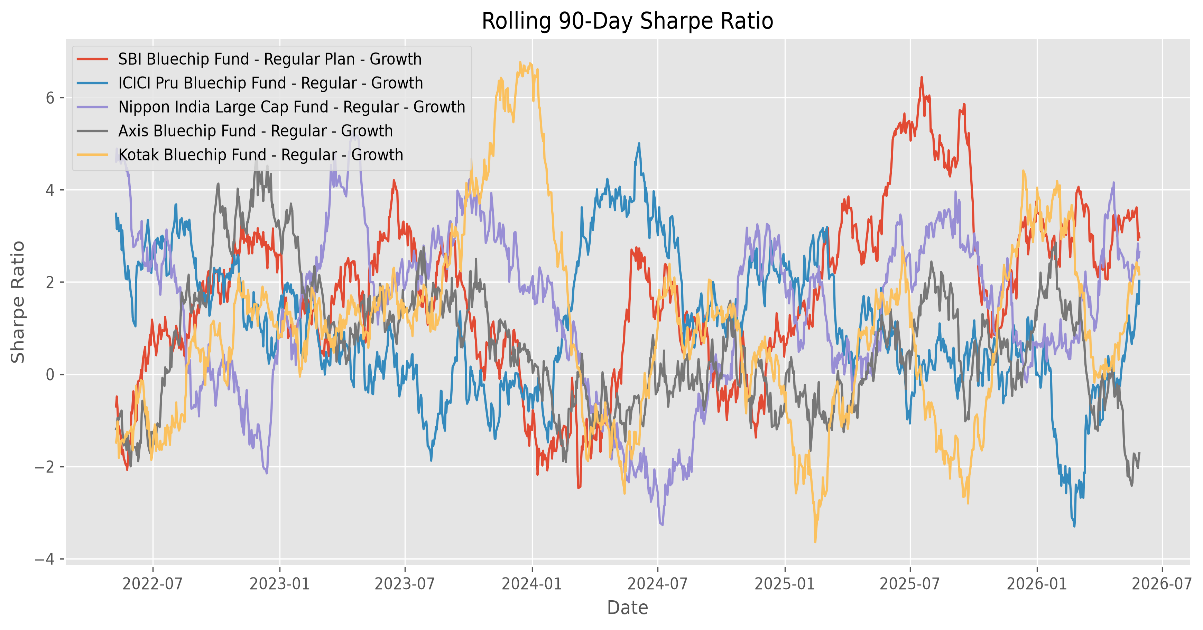 Rolling 90-Day Sharpe Ratio
SBI Bluechip Fund - Regular Plan - Growth
ICICI Pru Bluechip Fund - Regular - Growth
Nippon India Large Cap Fund - Regular - Growth
Axis Bluechip Fund - Regular - Growth
Kotak Bluechip Fund - Regular - Growth
Sharpe Ratio
6
4
2
0
−2
−4
2022-07 2023-01 2023-07 2024-01 2024-07 2025-01 2025-07 2026-01 2026-07
Date